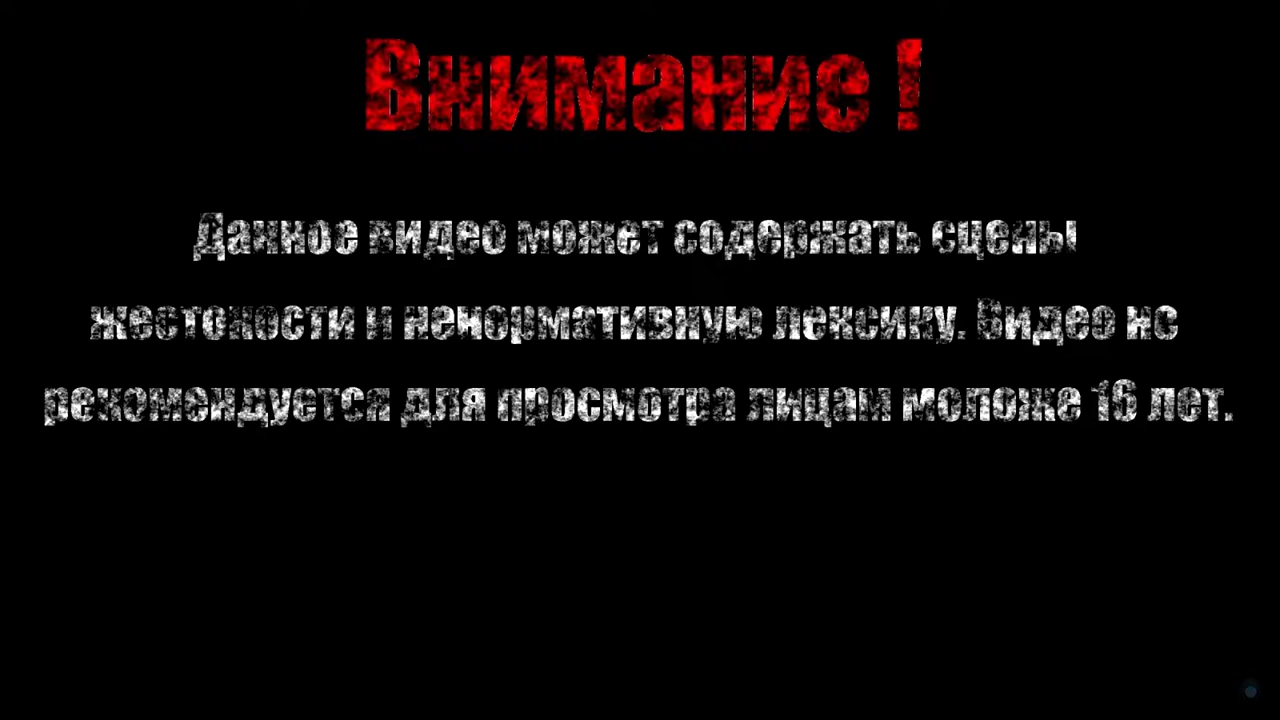 Внимание !
Данное видео может содержать сцены
жестокости и ненормативную лексику. Видео не
рекомендуется для просмотра лицам моложе 16 лет.